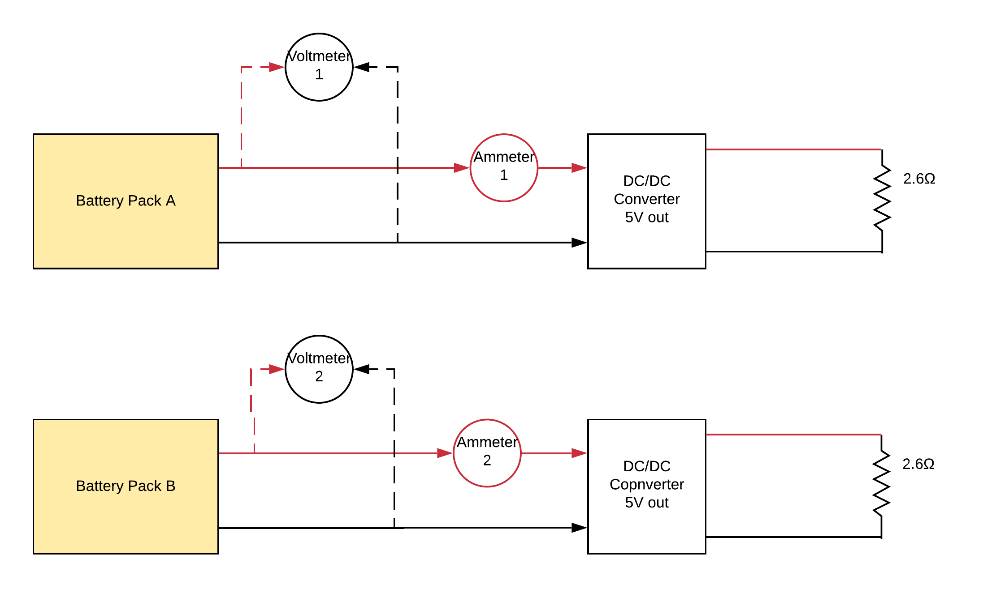 Voltmeter
1
Ammeter
1
Battery Pack A
DC/DC
Converter
5V out
2.6Ω
Voltmeter
2
Ammeter
2
Battery Pack B
DC/DC
Copnverter
5V out
2.6Ω